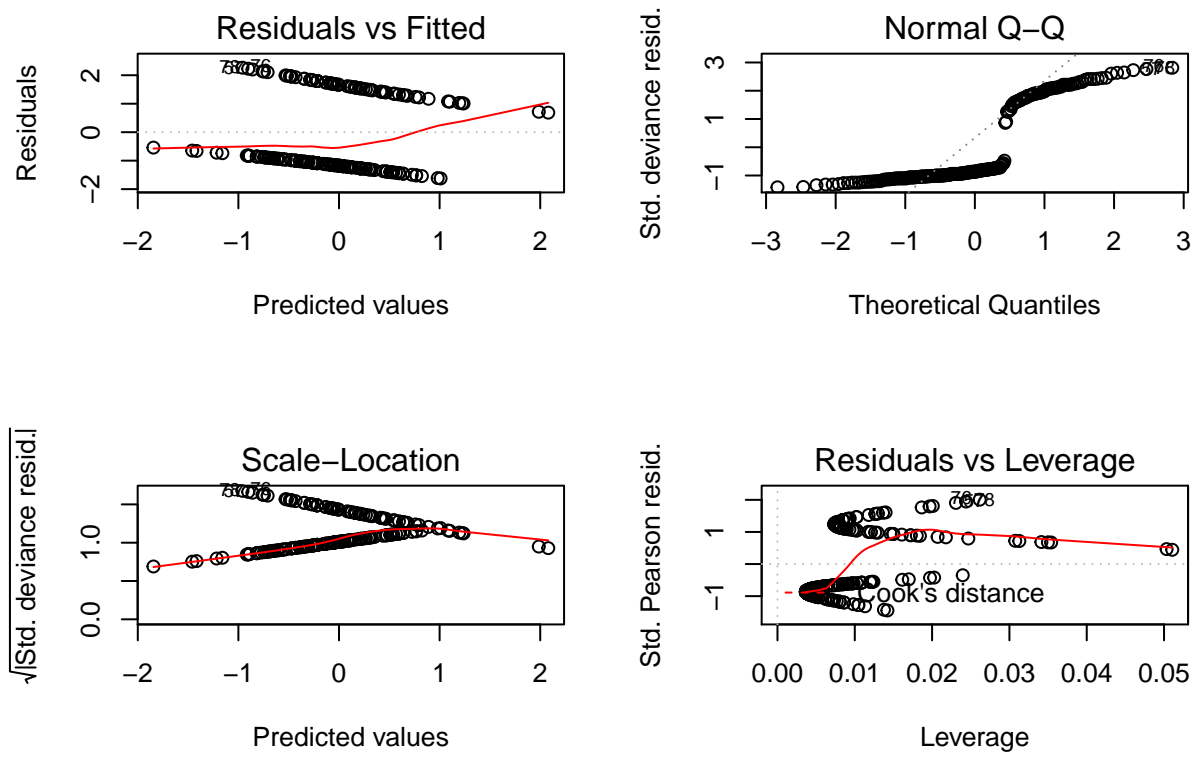 Residuals vs Fitted
Residuals
2
0
−2
−2 −1 0 1 2
Predicted values
Normal Q−Q
Std. deviance resid.
3
1
−1
−3 −2 −1 0 1 2 3
Theoretical Quantiles
Scale−Location
√|Std. deviance resid.|
1.0
0.0
−2 −1 0 1 2
Predicted values
Residuals vs Leverage
Std. Pearson resid.
1
−1
Cook's distance
0.00 0.01 0.02 0.03 0.04 0.05
Leverage